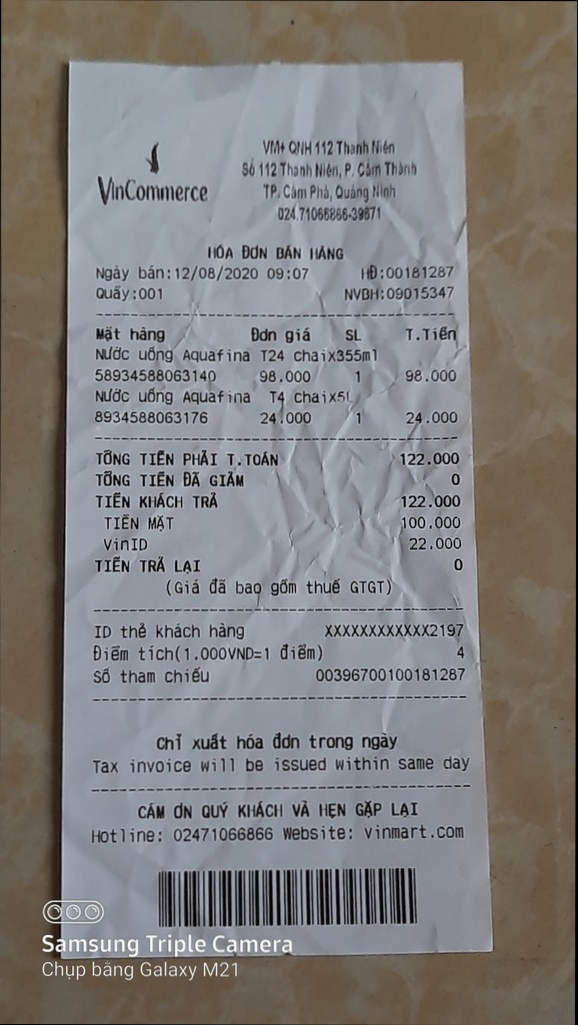 VinCommerce
VM+ QNH 112 Thanh Niên
Số 112 Thanh Niên, P. Cẩm Thành
TP. Cẩm Phả, Quảng Ninh
024.71066866-39671
HÓA ĐƠN BÁN HÀNG
Ngày bán:12/08/2020 09:07 HĐ:00181287
Quầy:001 NVBH:09015347
Mặt hàng Đơn giá SL T.Tiền
Nước uống Aquafina T24 chaix355ml
58934588063140 98.000 1 98.000
Nước uống Aquafina T4 chaix5L
8934588063176 24.000 1 24.000
TỔNG TIỀN PHẢI T.TOÁN 122.000
TỔNG TIỀN ĐÃ GIẢM 0
TIỀN KHÁCH TRẢ 122.000
TIỀN MẶT 100.000
VinID 22.000
TIỀN TRẢ LẠI 0
(Giá đã bao gồm thuế GTGT)
ID thẻ khách hàng XXXXXXXXXXXX2197
Điểm tích(1.000VND=1 điểm) 4
Số tham chiếu 00396700100181287
Chỉ xuất hóa đơn trong ngày
Tax invoice will be issued within same day
CẢM ƠN QUÝ KHÁCH VÀ HẸN GẶP LẠI
Hotline: 02471066866 Website: vinmart.com
Samsung Triple Camera
Chụp bằng Galaxy M21